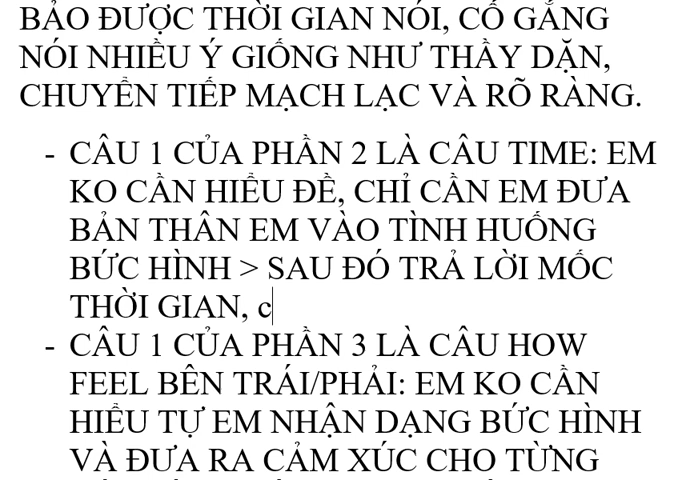 BẢO ĐƯỢC THỜI GIAN NÓI, CỐ GẮNG
NÓI NHIỀU Ý GIỐNG NHƯ THẦY DẶN,
CHUYỂN TIẾP MẠCH LẠC VÀ RÕ RÀNG.
- CÂU 1 CỦA PHẦN 2 LÀ CÂU TIME: EM
KO CẦN HIỂU ĐỀ, CHỈ CẦN EM ĐƯA
BẢN THÂN EM VÀO TÌNH HUỐNG
BỨC HÌNH > SAU ĐÓ TRẢ LỜI MỐC
THỜI GIAN, c
- CÂU 1 CỦA PHẦN 3 LÀ CÂU HOW
FEEL BÊN TRÁI/PHẢI: EM KO CẦN
HIỂU TỰ EM NHẬN DẠNG BỨC HÌNH
VÀ ĐƯA RA CẢM XÚC CHO TỪNG